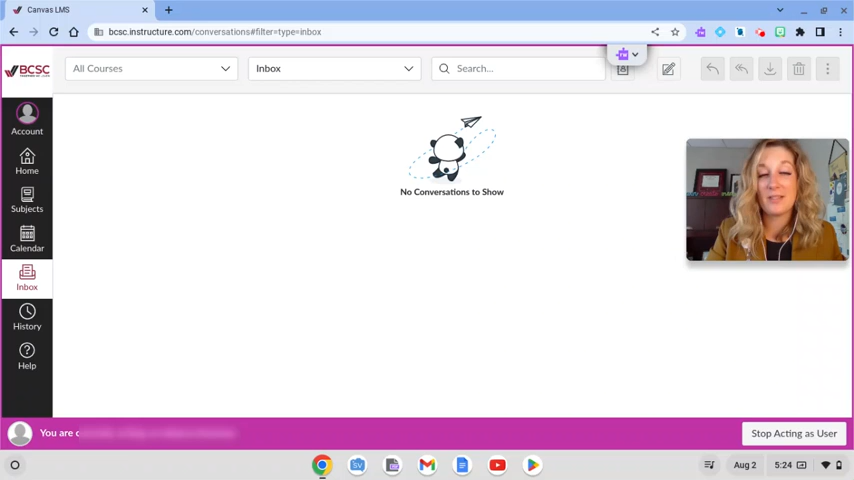 Canvas LMS
bcsc.instructure.com/conversations#filter=type=inbox
BCSC
All Courses
Inbox
Search...
Account
Home
Subjects
Calendar
Inbox
History
Help
No Conversations to Show
You are
Stop Acting as User
Aug 2
5:24